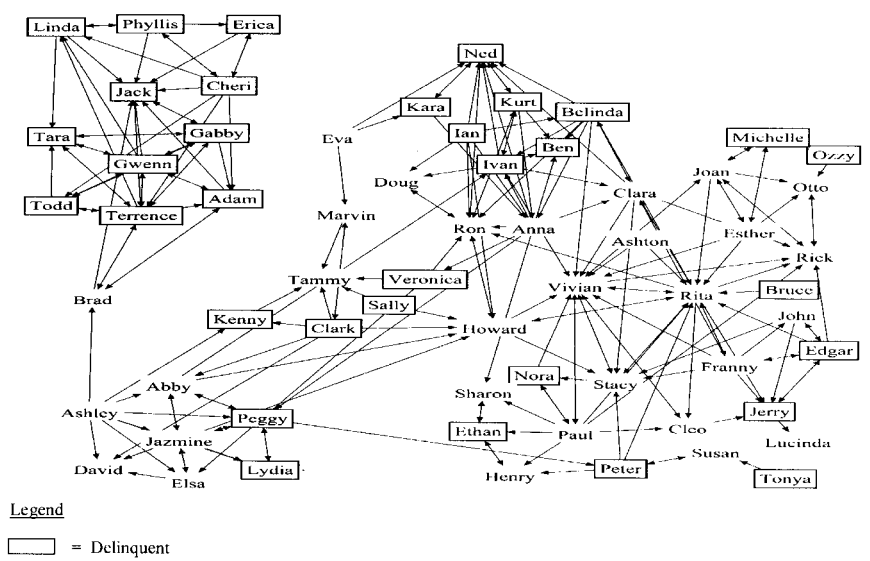 Linda
Phyllis
Erica
Jack
Cheri
Tara
Gabby
Gwenn
Todd
Terrence
Adam
Brad
Ned
Kara
Kurt
Belinda
Ian
Eva
Ben
Ivan
Doug
Clara
Marvin
Ron
Anna
Ashton
Michelle
Ozzy
Joan
Otto
Esther
Rick
Tammy
Veronica
Vivian
Rita
Bruce
Sally
Kenny
Clark
Howard
John
Edgar
Franny
Abby
Nora
Stacy
Sharon
Ashley
Peggy
Jerry
Jazmine
Ethan
Paul
Cleo
Lucinda
David
Elsa
Lydia
Henry
Peter
Susan
Tonya
Legend
= Delinquent